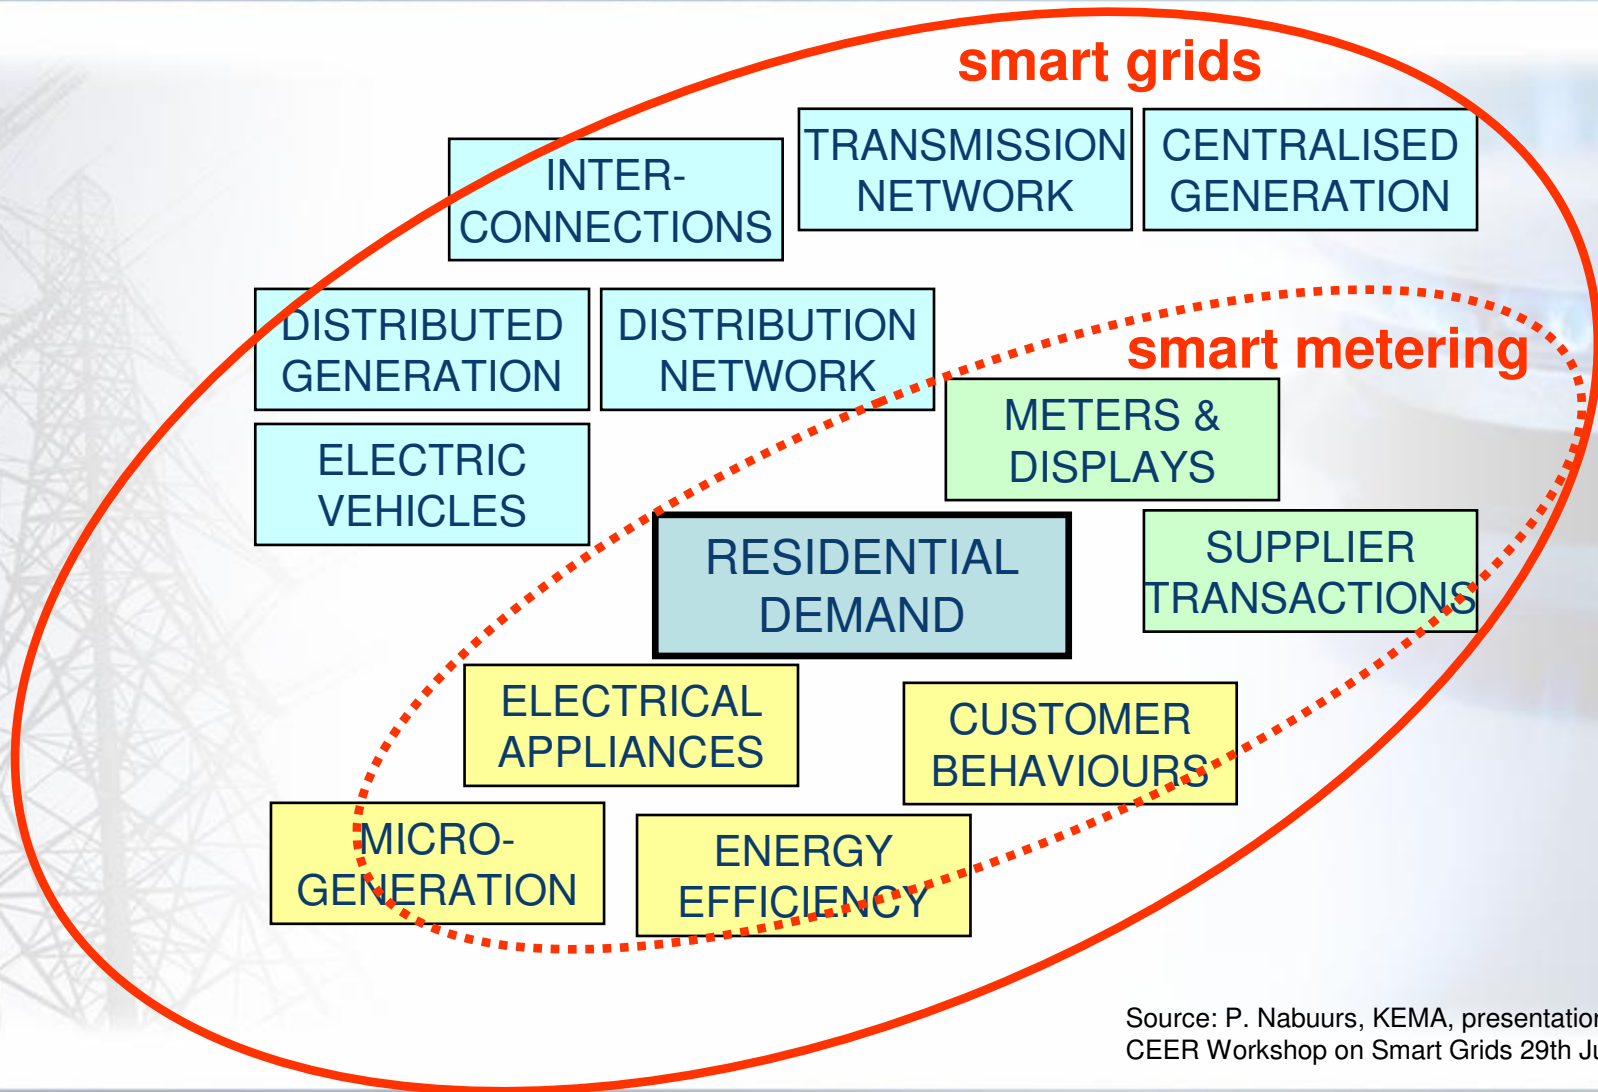 smart grids
INTER-
CONNECTIONS
TRANSMISSION
NETWORK
CENTRALISED
GENERATION
DISTRIBUTED
GENERATION
DISTRIBUTION
NETWORK
smart metering
METERS &
DISPLAYS
ELECTRIC
VEHICLES
RESIDENTIAL
DEMAND
SUPPLIER
TRANSACTIONS
ELECTRICAL
APPLIANCES
CUSTOMER
BEHAVIOURS
MICRO-
GENERATION
ENERGY
EFFICIENCY
Source: P. Nabuurs, KEMA, presentation
CEER Workshop on Smart Grids 29th